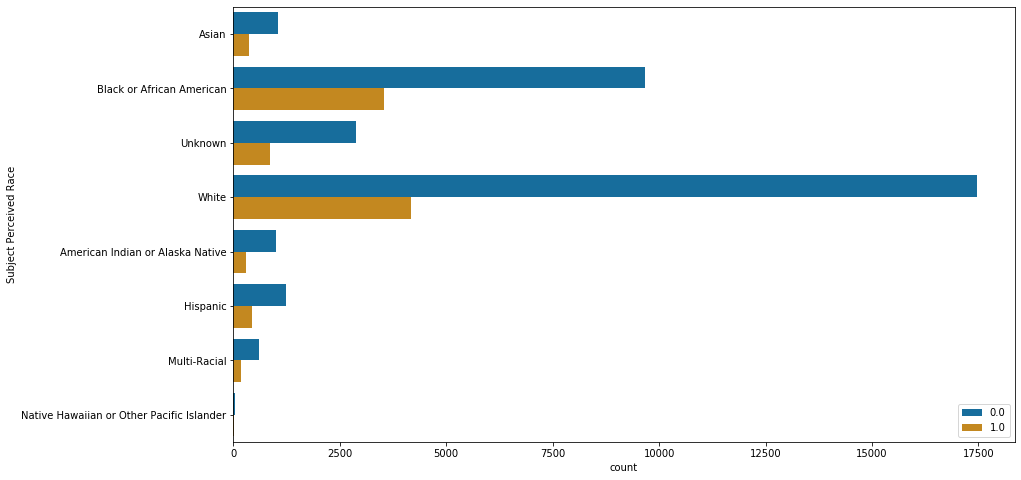 Subject Perceived Race
Asian
Black or African American
Unknown
White
American Indian or Alaska Native
Hispanic
Multi-Racial
Native Hawaiian or Other Pacific Islander
0.0
1.0
0 2500 5000 7500 10000 12500 15000 17500
count